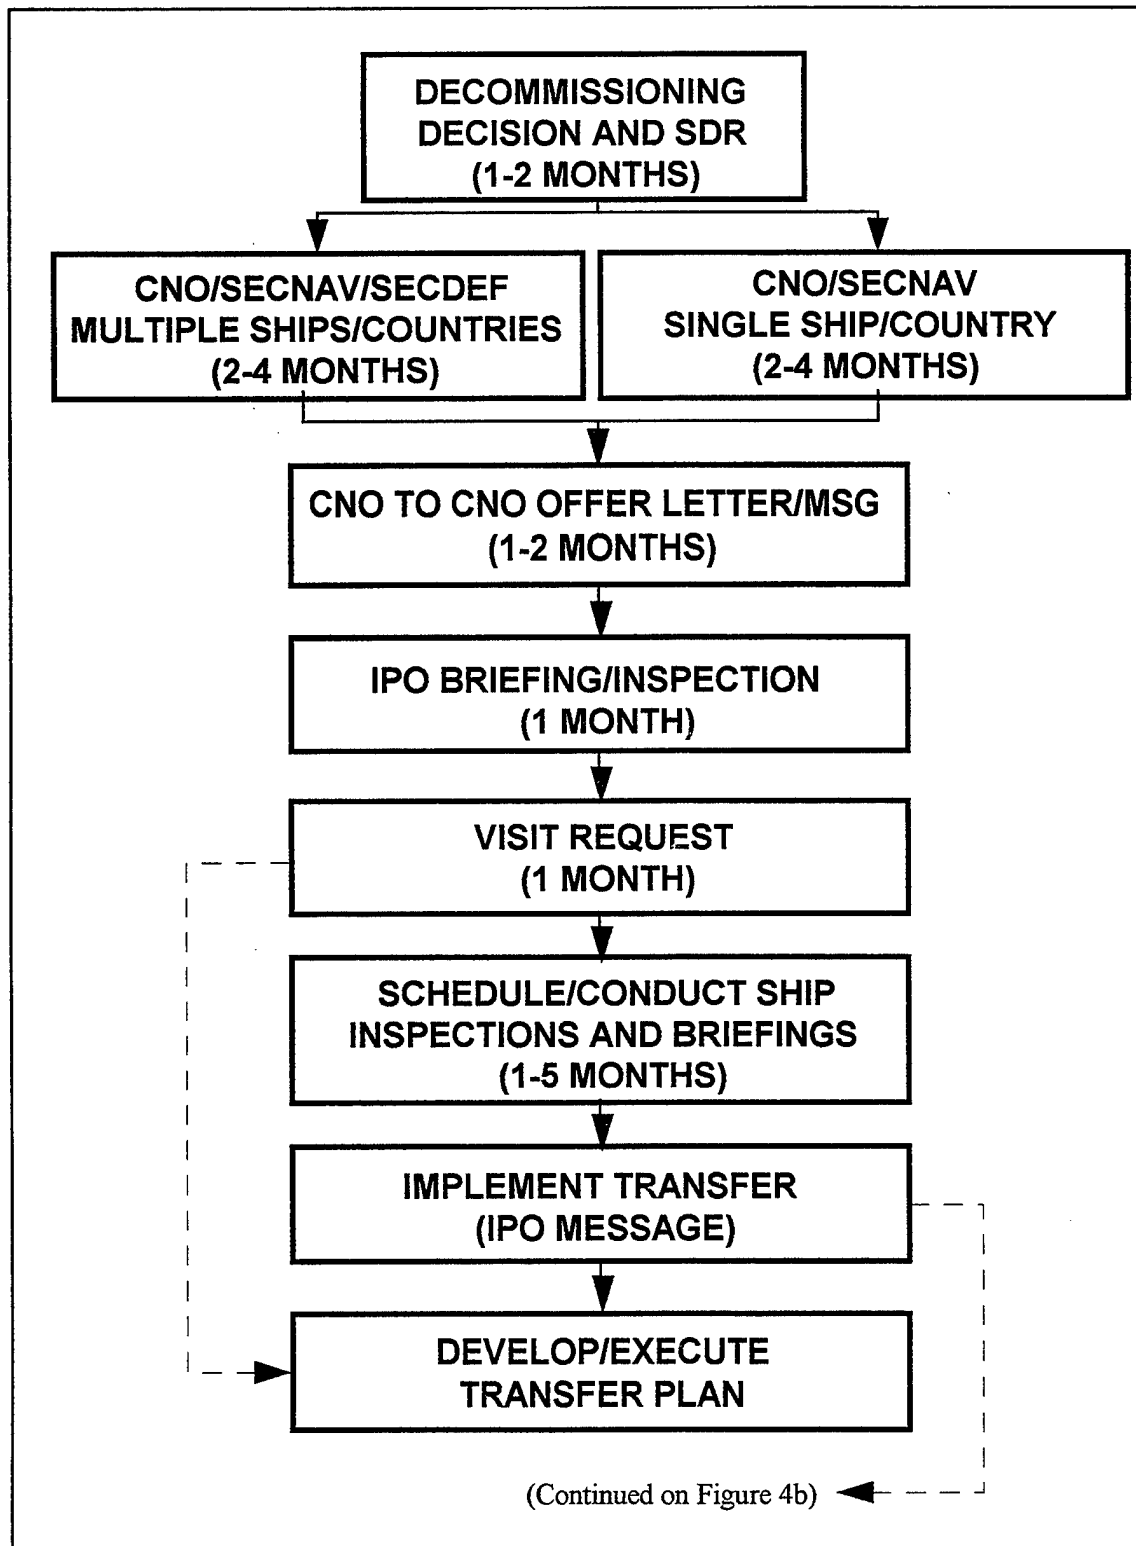 DECOMMISSIONING
DECISION AND SDR
(1-2 MONTHS)
CNO/SECNAV/SECDEF
MULTIPLE SHIPS/COUNTRIES
(2-4 MONTHS)
CNO/SECNAV
SINGLE SHIP/COUNTRY
(2-4 MONTHS)
CNO TO CNO OFFER LETTER/MSG
(1-2 MONTHS)
IPO BRIEFING/INSPECTION
(1 MONTH)
VISIT REQUEST
(1 MONTH)
SCHEDULE/CONDUCT SHIP
INSPECTIONS AND BRIEFINGS
(1-5 MONTHS)
IMPLEMENT TRANSFER
(IPO MESSAGE)
DEVELOP/EXECUTE
TRANSFER PLAN
(Continued on Figure 4b)